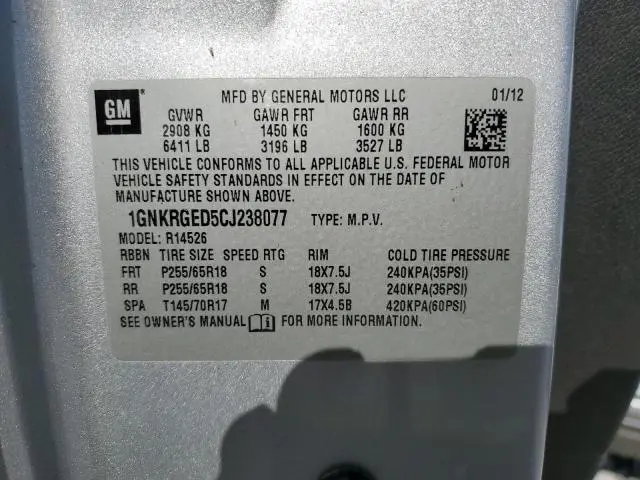 GM
MFD BY GENERAL MOTORS LLC 01/12
GVWR GAWR FRT GAWR RR
2908 KG 1450 KG 1600 KG
6411 LB 3196 LB 3527 LB
THIS VEHICLE CONFORMS TO ALL APPLICABLE U.S. FEDERAL MOTOR
VEHICLE SAFETY STANDARDS IN EFFECT ON THE DATE OF
MANUFACTURE SHOWN ABOVE.
1GNKRGED5CJ238077 TYPE: M.P.V.
MODEL: R14526
RBBN TIRE SIZE SPEED RTG RIM COLD TIRE PRESSURE
FRT P255/65R18 S 18X7.5J 240KPA(35PSI)
RR P255/65R18 S 18X7.5J 240KPA(35PSI)
SPA T145/70R17 M 17X4.5B 420KPA(60PSI)
SEE OWNER'S MANUAL FOR MORE INFORMATION.